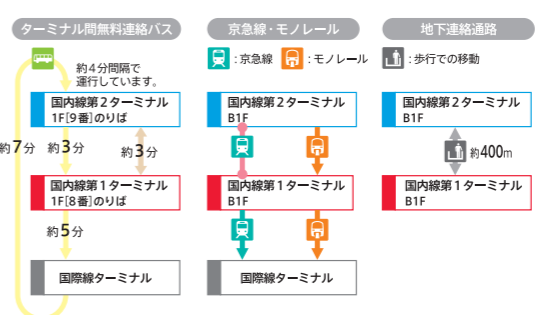 ターミナル間無料連絡バス
約4分間隔で
運行しています。
国内線第2ターミナル
1F[9番]のりば
約7分
約3分
約3分
国内線第1ターミナル
1F[8番]のりば
約5分
国際線ターミナル
京急線・モノレール
:京急線
:モノレール
国内線第2ターミナル
B1F
国内線第1ターミナル
B1F
国際線ターミナル
地下連絡通路
:歩行での移動
国内線第2ターミナル
B1F
約400m
国内線第1ターミナル
B1F